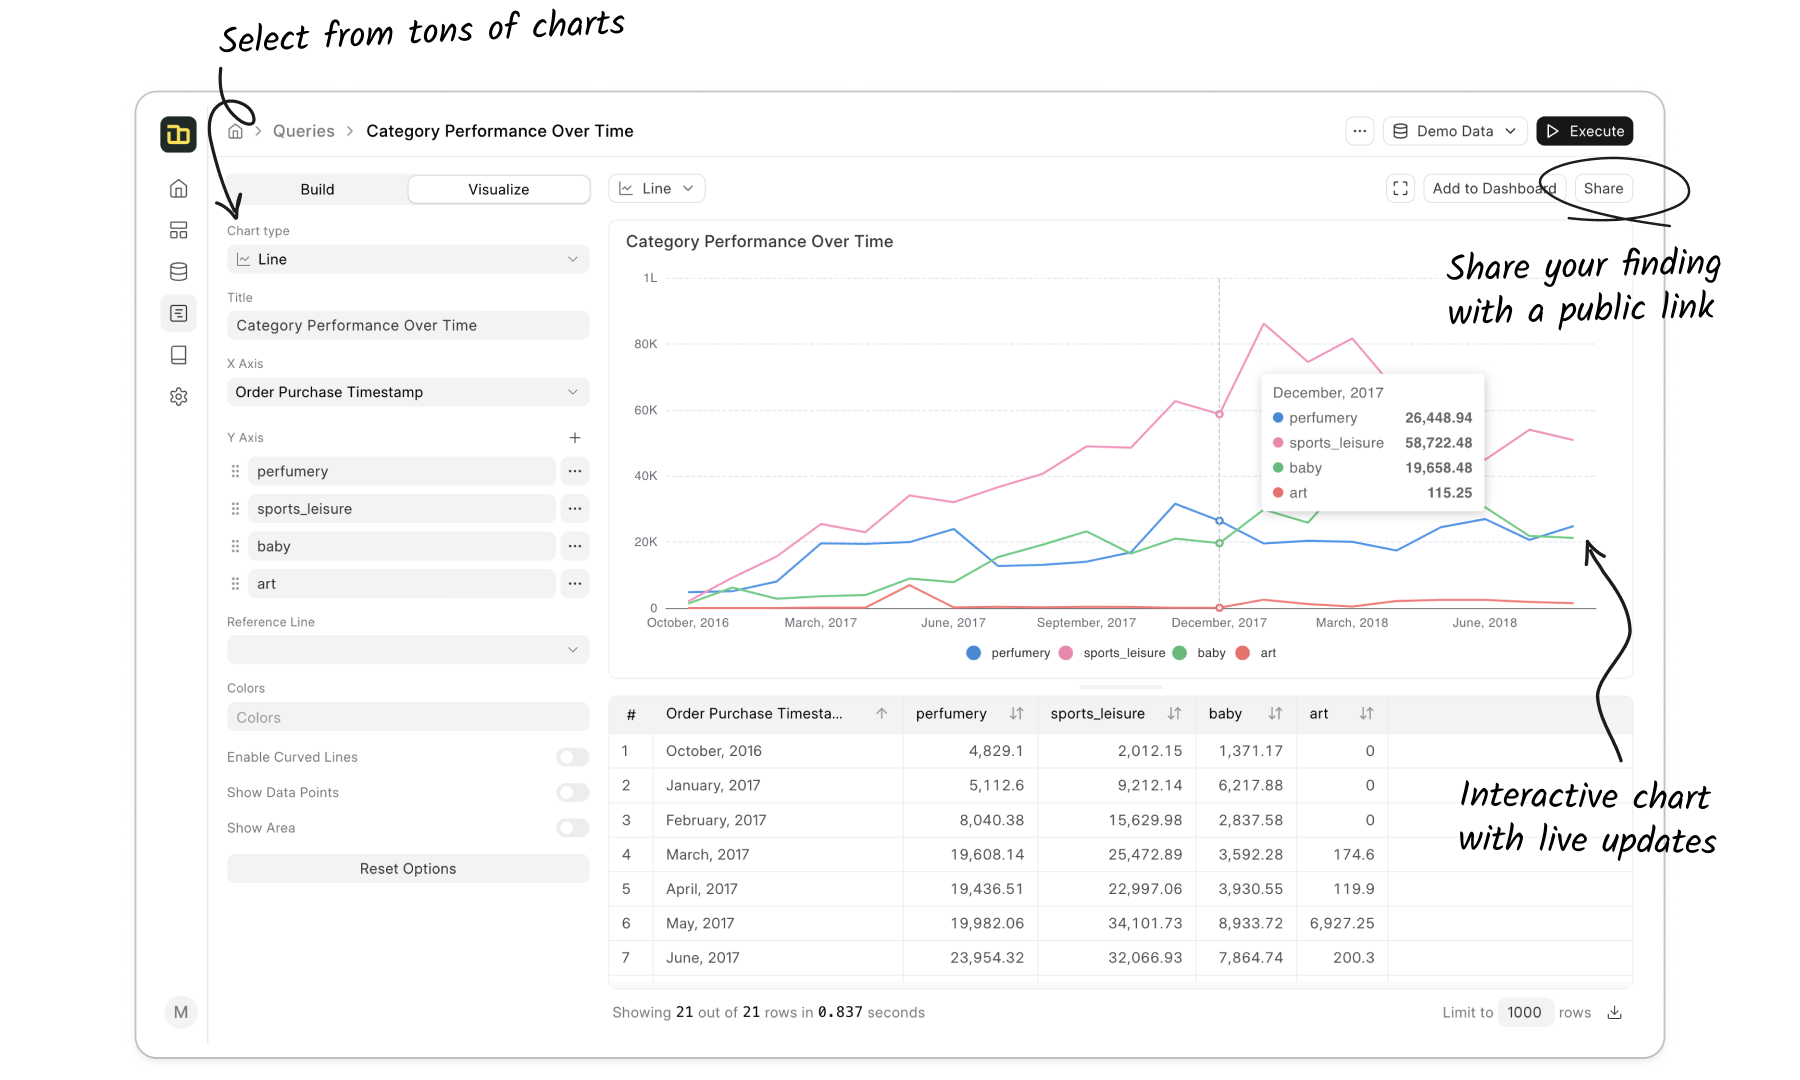 Select from tons of charts
Queries
Category Performance Over Time
Demo Data
Execute
Build
Visualize
Line
Add to Dashboard
Share
Chart type
Line
Title
Category Performance Over Time
X Axis
Order Purchase Timestamp
Y Axis
perfumery
sports_leisure
baby
art
Reference Line
Colors
Colors
Enable Curved Lines
Show Data Points
Show Area
Reset Options
M
Category Performance Over Time
Share your finding
with a public link
1L
80K
60K
40K
20K
0
December, 2017
perfumery 26,448.94
sports_leisure 58,722.48
baby 19,658.48
art 115.25
October, 2016 March, 2017 June, 2017 September, 2017 December, 2017 March, 2018 June, 2018
perfumery sports_leisure baby art
Interactive chart
with live updates
# Order Purchase Timesta... perfumery sports_leisure baby art
1 October, 2016 4,829.1 2,012.15 1,371.17 0
2 January, 2017 5,112.6 9,212.14 6,217.88 0
3 February, 2017 8,040.38 15,629.98 2,837.58 0
4 March, 2017 19,608.14 25,472.89 3,592.28 174.6
5 April, 2017 19,436.51 22,997.06 3,930.55 119.9
6 May, 2017 19,982.06 34,101.73 8,933.72 6,927.25
7 June, 2017 23,954.32 32,066.93 7,864.74 200.3
Showing 21 out of 21 rows in 0.837 seconds
Limit to 1000 rows